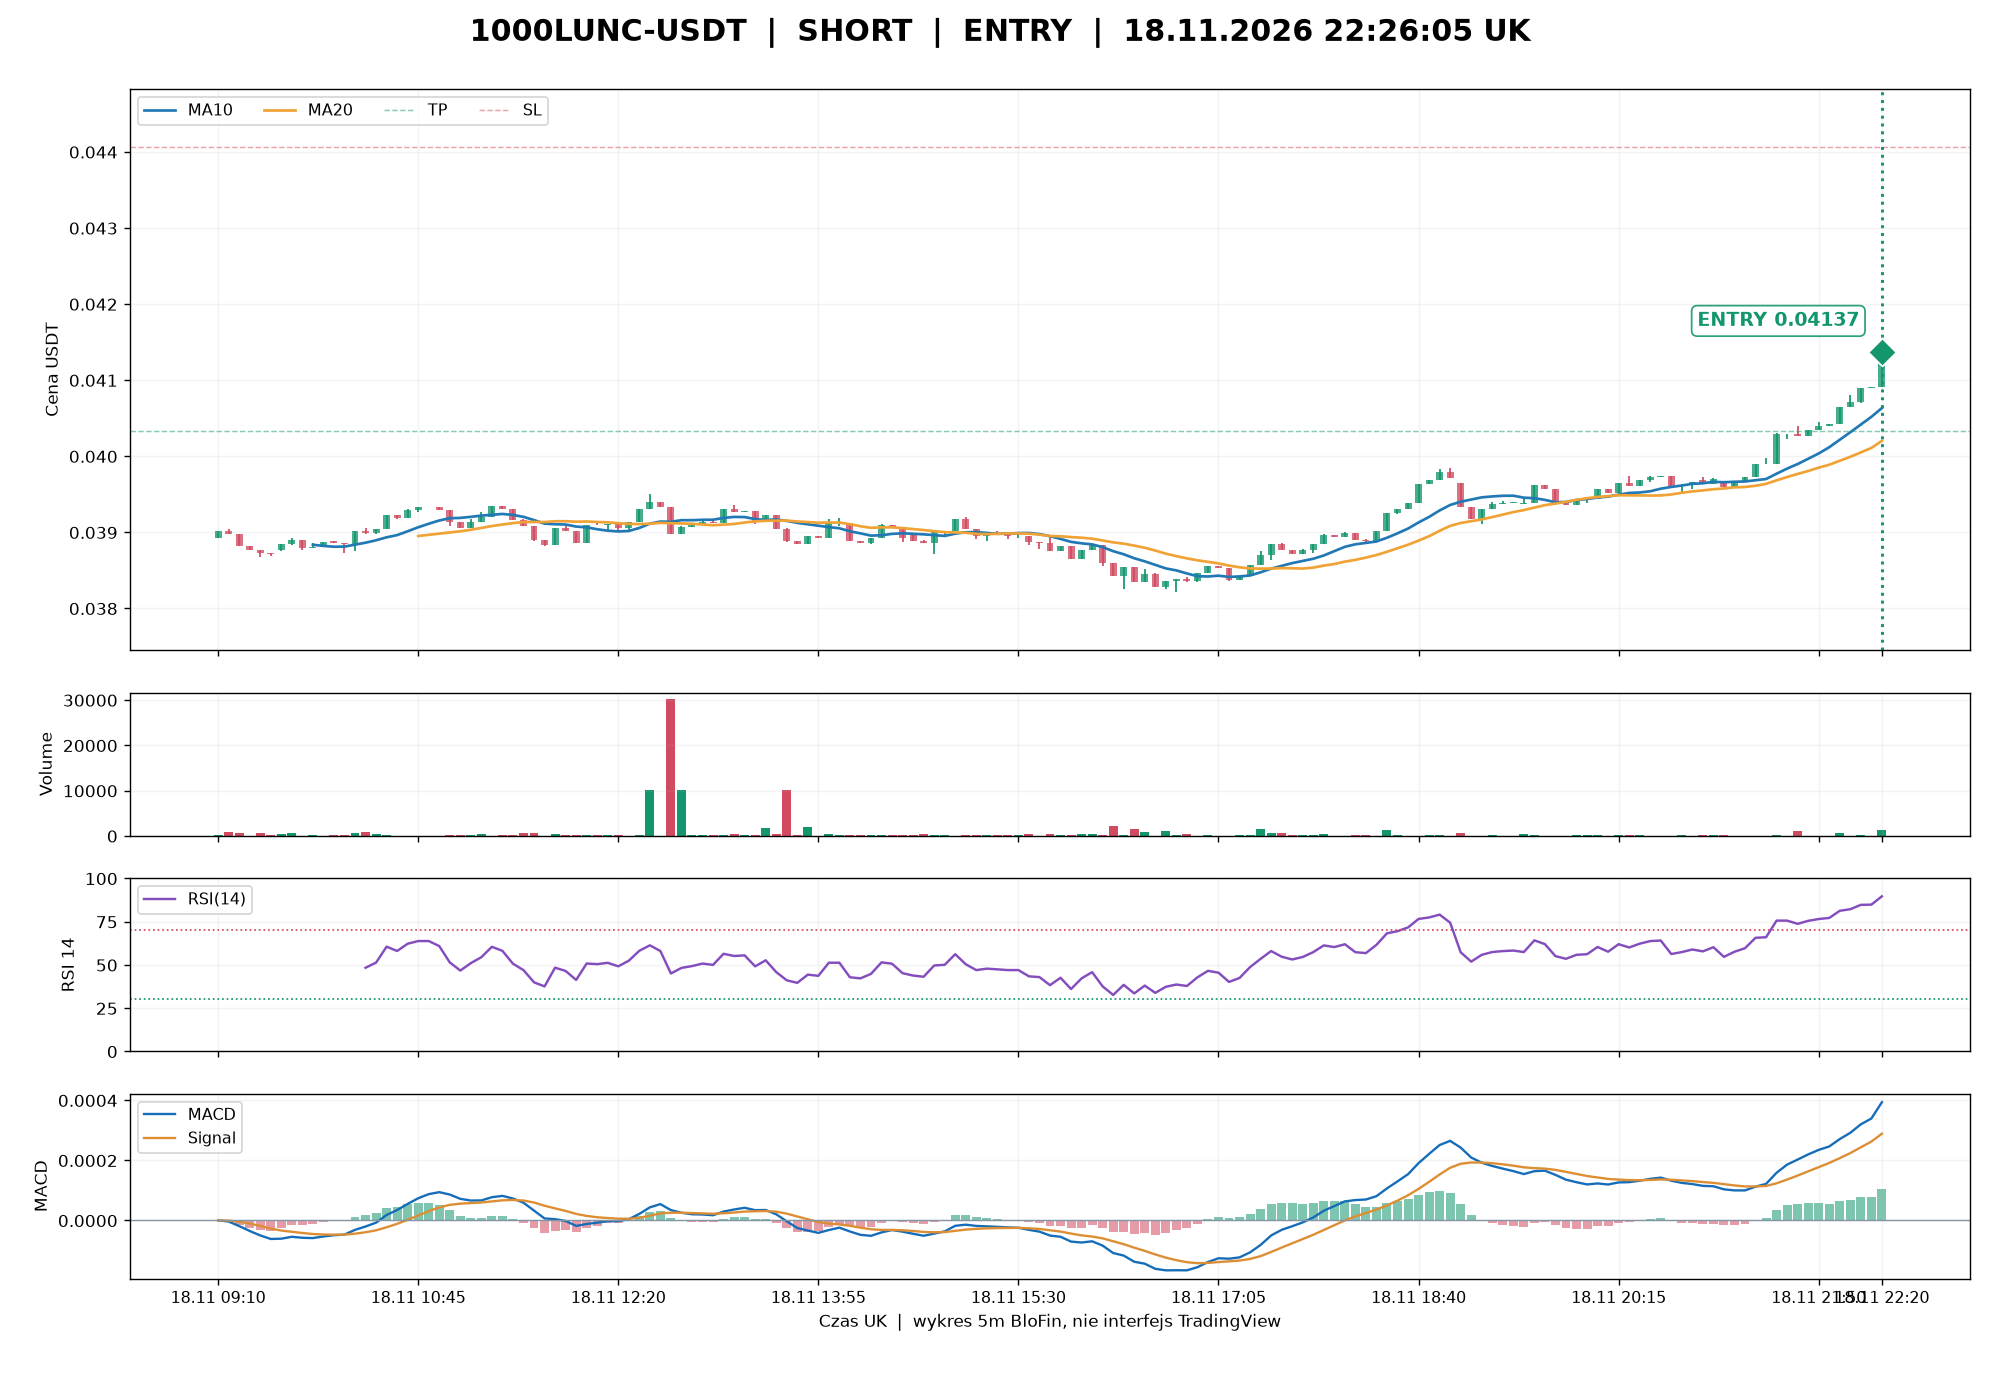 1000LUNC-USDT | SHORT | ENTRY | 18.11.2026 22:26:05 UK
MA10 MA20 TP SL
0.044
0.043
0.042
0.041
0.040
0.039
0.038
Cena USDT
ENTRY 0.04137
30000
20000
10000
0
Volume
100
75
50
25
0
RSI 14
RSI(14)
0.0004
0.0002
0.0000
MACD
MACD
Signal
18.11 09:10 18.11 10:45 18.11 12:20 18.11 13:55 18.11 15:30 18.11 17:05 18.11 18:40 18.11 20:15 18.11 21:50 18.11 22:20
Czas UK | wykres 5m BloFin, nie interfejs TradingView